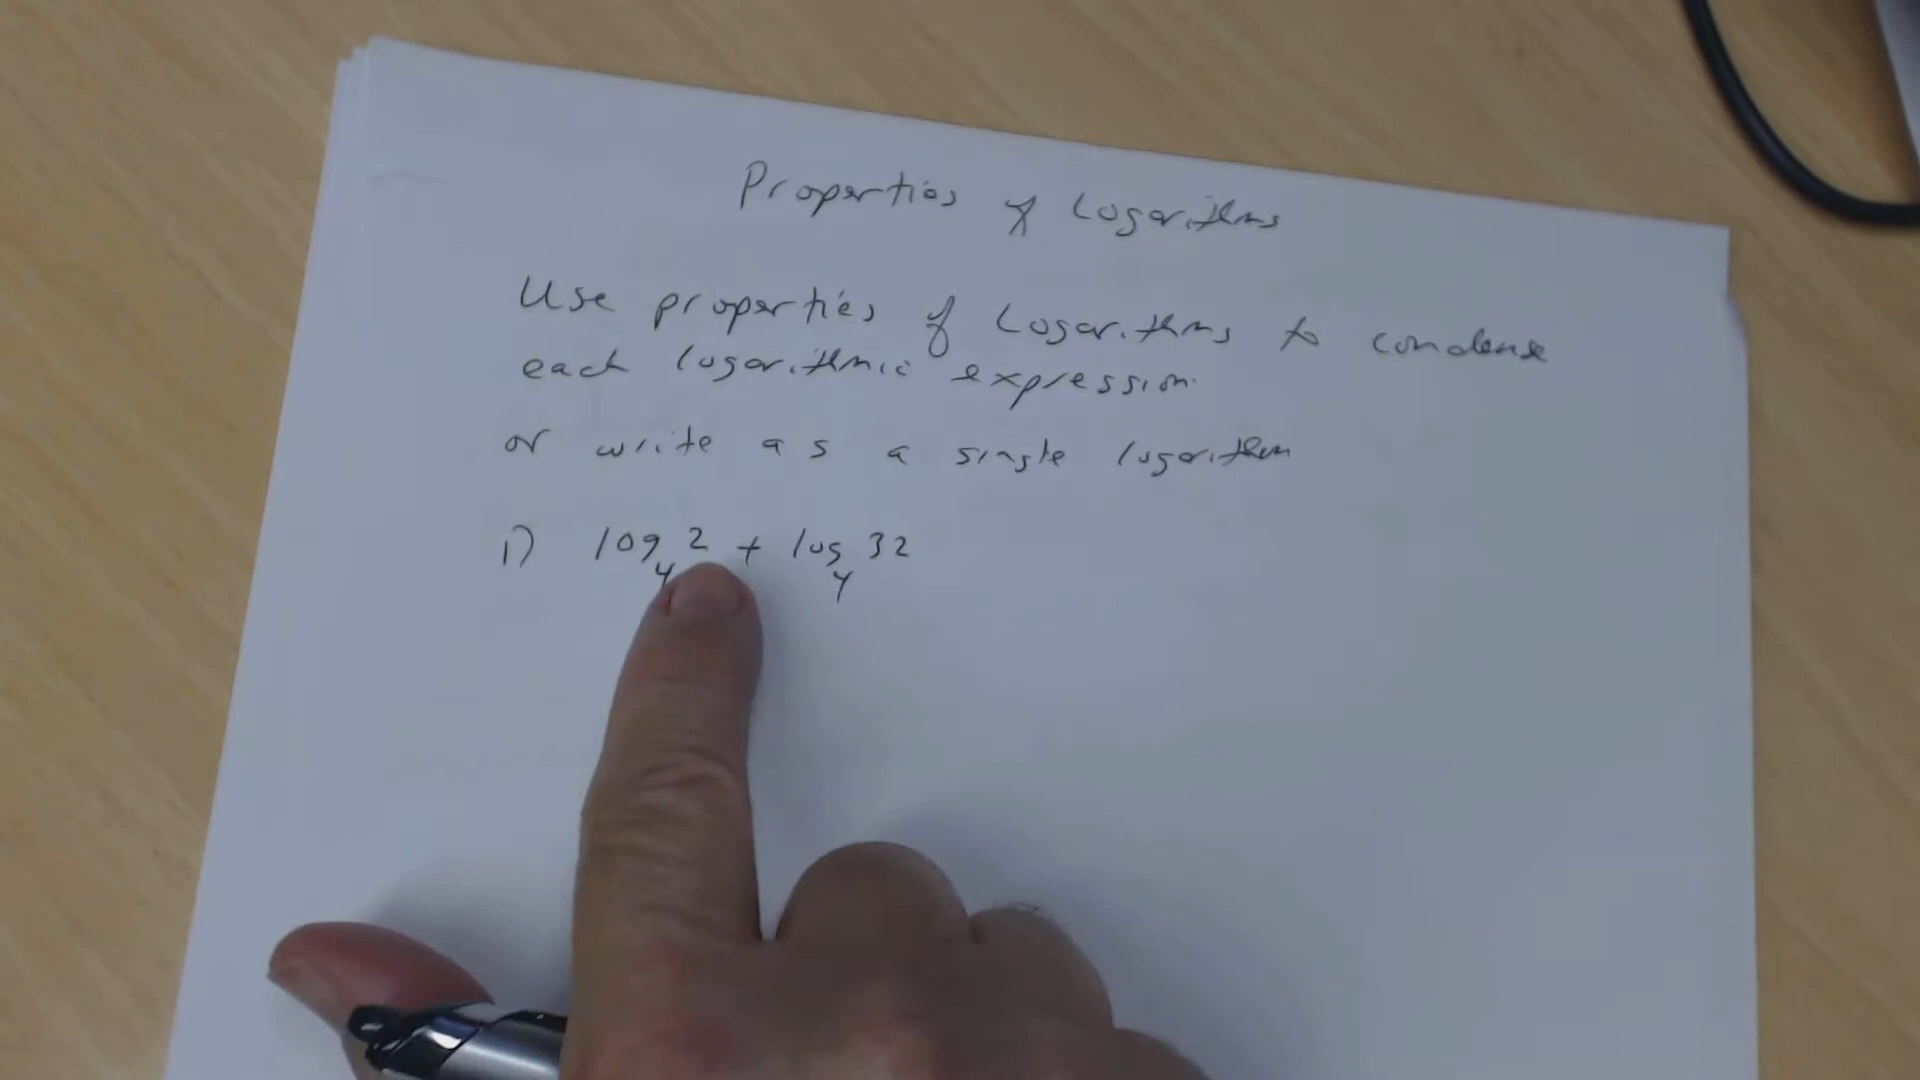 Properties of Logarithms
Use properties of Logarithms to condense
each logarithmic expression.
or write as a single logarithm
1) log₄ 2 + log₄ 32